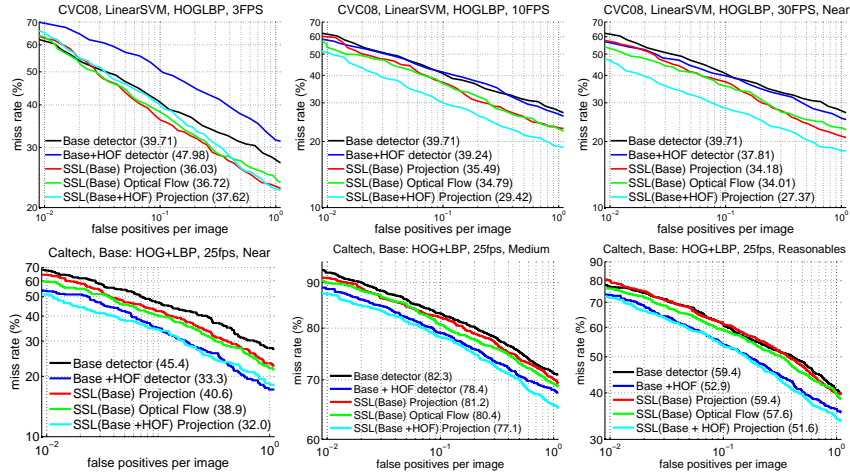 CVC08, LinearSVM, HOGLBP, 3FPS
70
60
50
40
30
20
miss rate (%)
Base detector (39.71)
Base+HOF detector (47.98)
SSL(Base) Projection (36.03)
SSL(Base) Optical Flow (36.72)
SSL(Base+HOF) Projection (37.62)
10^-2
10^-1
10^0
false positives per image
CVC08, LinearSVM, HOGLBP, 10FPS
70
60
50
40
30
20
10
miss rate (%)
Base detector (39.71)
Base+HOF detector (39.24)
SSL(Base) Projection (35.49)
SSL(Base) Optical Flow (34.79)
SSL(Base+HOF) Projection (29.42)
10^-2
10^-1
10^0
false positives per image
CVC08, LinearSVM, HOGLBP, 30FPS, Near
70
60
50
40
30
20
10
miss rate (%)
Base detector (39.71)
Base+HOF detector (37.81)
SSL(Base) Projection (34.18)
SSL(Base) Optical Flow (34.01)
SSL(Base+HOF) Projection (27.37)
10^-2
10^-1
10^0
false positives per image
Caltech, Base: HOG+LBP, 25fps, Near
70
60
50
40
30
20
10
miss rate (%)
Base detector (45.4)
Base +HOF detector (33.3)
SSL(Base) Projection (40.6)
SSL(Base) Optical Flow (38.9)
SSL(Base +HOF) Projection (32.0)
10^-2
10^-1
10^0
false positives per image
Caltech, Base: HOG+LBP, 25fps, Medium
90
80
70
60
miss rate (%)
Base detector (82.3)
Base + HOF detector (78.4)
SSL(Base) Projection (81.2)
SSL(Base) Optical Flow (80.4)
SSL(Base+HOF) Projection (77.1)
10^-2
10^-1
10^0
false positives per image
Caltech, Base: HOG+LBP, 25fps, Reasonables
90
80
70
60
50
40
30
miss rate (%)
Base detector (59.4)
Base +HOF (52.9)
SSL(Base) Projection (59.4)
SSL(Base) Optical Flow (57.6)
SSL(Base + HOF) Projection (51.6)
10^-2
10^-1
10^0
false positives per image